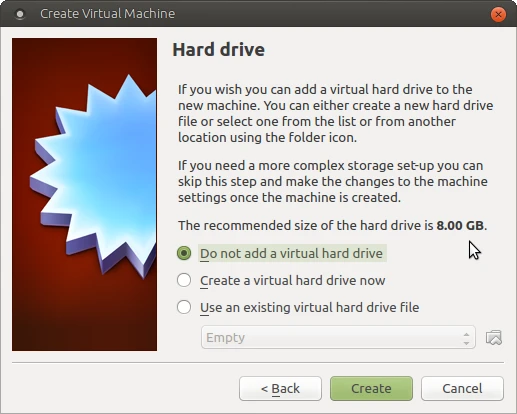 Create Virtual Machine
Hard drive
If you wish you can add a virtual hard drive to the
new machine. You can either create a new hard drive
file or select one from the list or from another
location using the folder icon.
If you need a more complex storage set-up you can
skip this step and make the changes to the machine
settings once the machine is created.
The recommended size of the hard drive is 8.00 GB.
Do not add a virtual hard drive
Create a virtual hard drive now
Use an existing virtual hard drive file
Empty
< Back
Create
Cancel